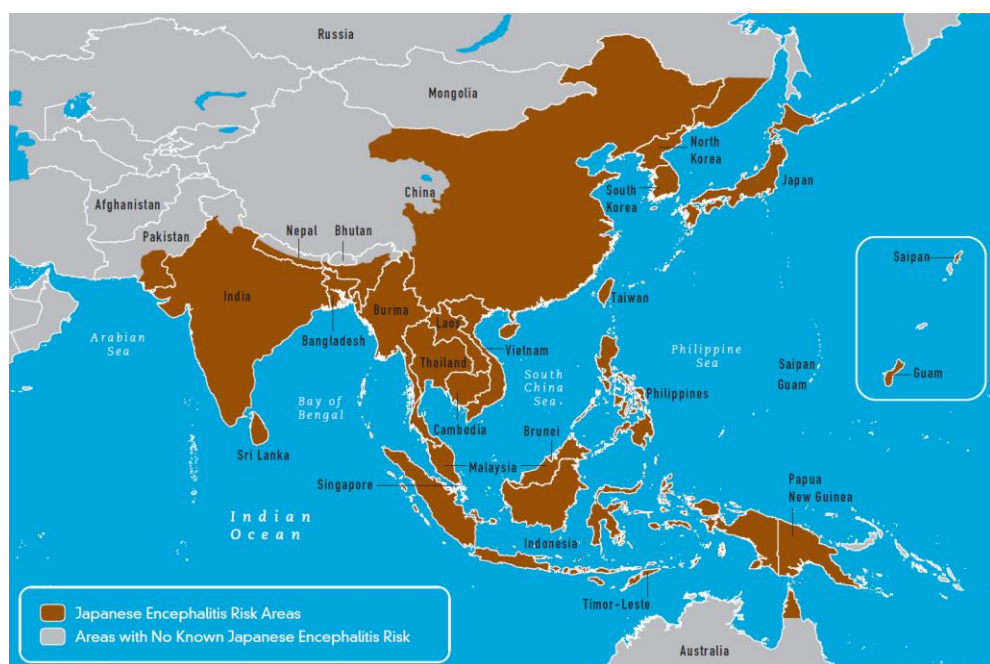 Russia
Mongolia
North
Korea
China
South
Korea
Japan
Afghanistan
Pakistan
Nepal
Bhutan
Saipan
India
Burma
Taiwan
Arabian
Sea
Bangladesh
Laos
Vietnam
Philippine
Sea
Thailand
South
China
Sea
Saipan
Guam
Guam
Bay of
Bengal
Philippines
Cambodia
Brunei
Sri Lanka
Malaysia
Singapore
Papua
New Guinea
Indian
Ocean
Indonesia
Timor-Leste
Japanese Encephalitis Risk Areas
Areas with No Known Japanese Encephalitis Risk
Australia